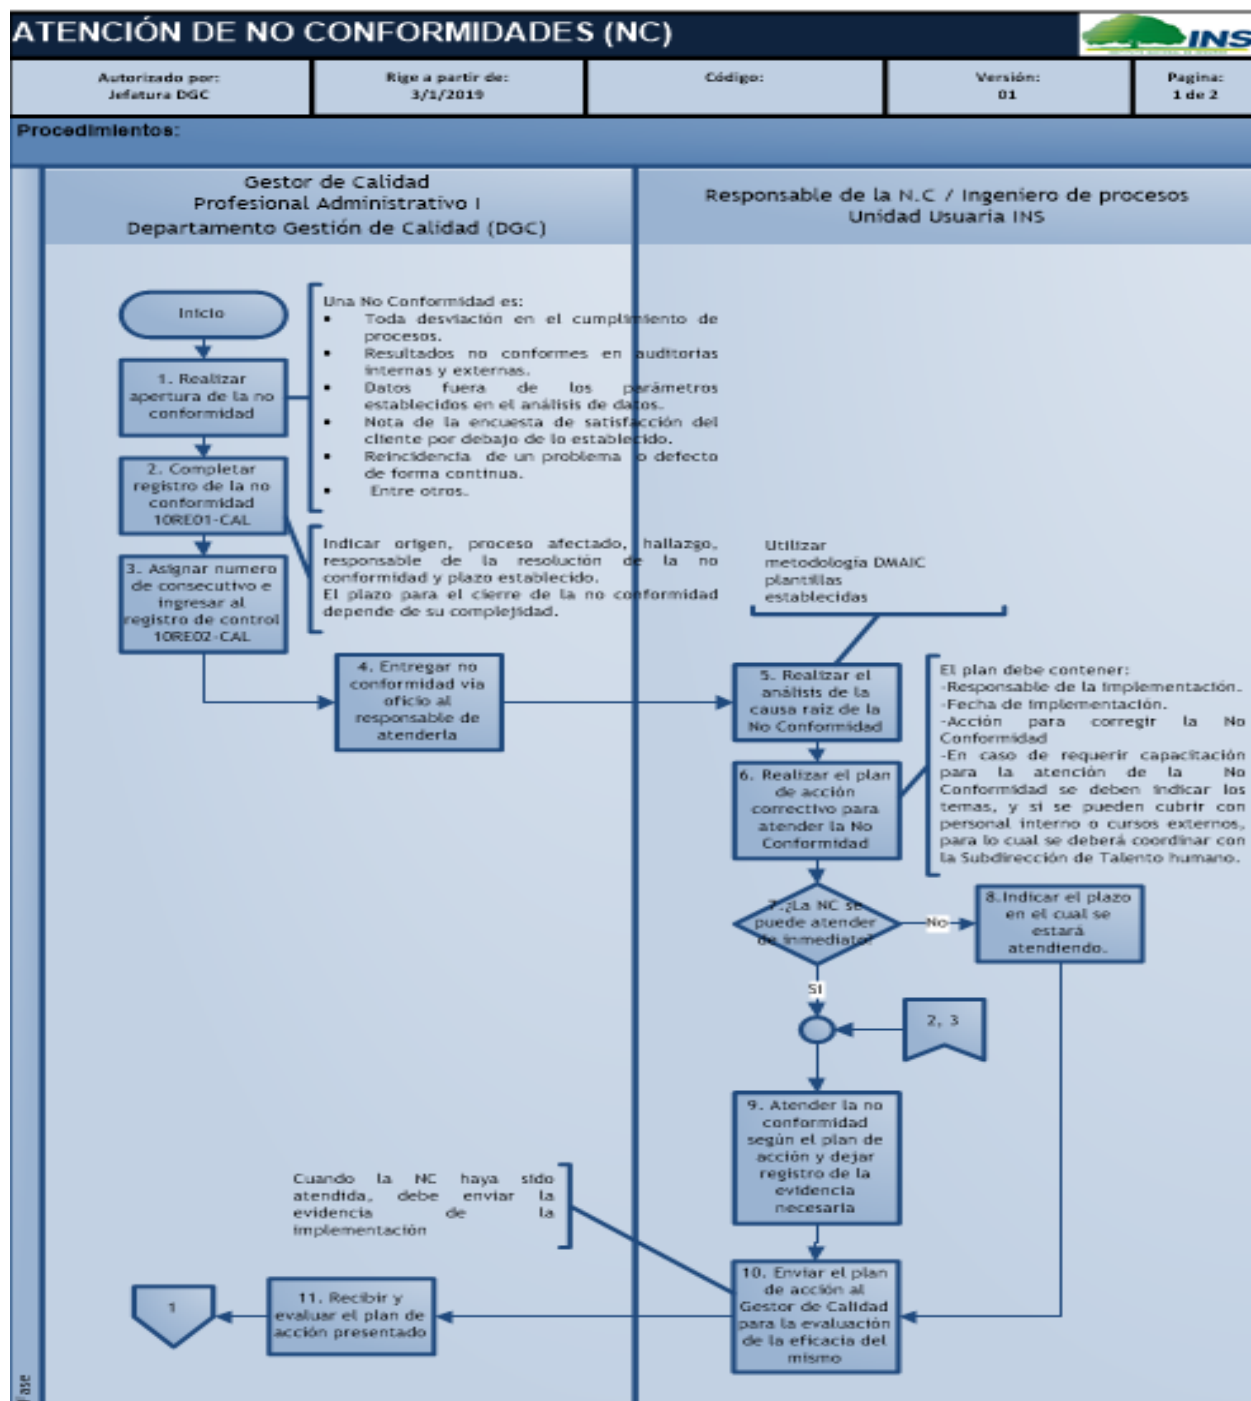 ATENCIÓN DE NO CONFORMIDADES (NC)
INS
Autorizado por:
Jefatura DGC
Rige a partir de:
3/1/2019
Código:
Versión:
01
Pagina:
1 de 2
Procedimientos:
Gestor de Calidad
Profesional Administrativo I
Departamento Gestión de Calidad (DGC)
Responsable de la N.C / Ingeniero de procesos
Unidad Usuaria INS
Inicio
Una No Conformidad es:
▪ Toda desviación en el cumplimiento de
procesos.
▪ Resultados no conformes en auditorias
internas y externas.
▪ Datos fuera de los parámetros
establecidos en el análisis de datos.
▪ Nota de la encuesta de satisfacción del
cliente por debajo de lo establecido.
▪ Reincidencia de un problema o defecto
de forma continua.
▪ Entre otros.
1. Realizar
apertura de la no
conformidad
2. Completar
registro de la no
conformidad
10RE01-CAL
Indicar origen, proceso afectado, hallazgo,
responsable de la resolución de la no
conformidad y plazo establecido.
El plazo para el cierre de la no conformidad
depende de su complejidad.
3. Asignar numero
de consecutivo e
ingresar al
registro de control
10RE02-CAL
4. Entregar no
conformidad vía
oficio al
responsable de
atenderla
Utilizar
metodología DMAIC
plantillas
establecidas
5. Realizar el
análisis de la
causa raíz de la
No Conformidad
El plan debe contener:
-Responsable de la implementación.
-Fecha de implementación.
-Acción para corregir la No
Conformidad
-En caso de requerir capacitación
para la atención de la No
Conformidad se deben indicar los
temas, y si se pueden cubrir con
personal interno o cursos externos,
para lo cual se deberá coordinar con
la Subdirección de Talento humano.
6. Realizar el plan
de acción
correctivo para
atender la No
Conformidad
7.¿La NC se
puede atender
de inmediato?
No
8.Indicar el plazo
en el cual se
estará
atendiendo.
SI
2, 3
9. Atender la no
conformidad
según el plan de
acción y dejar
registro de la
evidencia
necesaria
Cuando la NC haya sido
atendida, debe enviar la
evidencia de la
implementación
10. Enviar el plan
de acción al
Gestor de Calidad
para la evaluación
de la eficacia del
mismo
11. Recibir y
evaluar el plan de
acción presentado
1
Fase